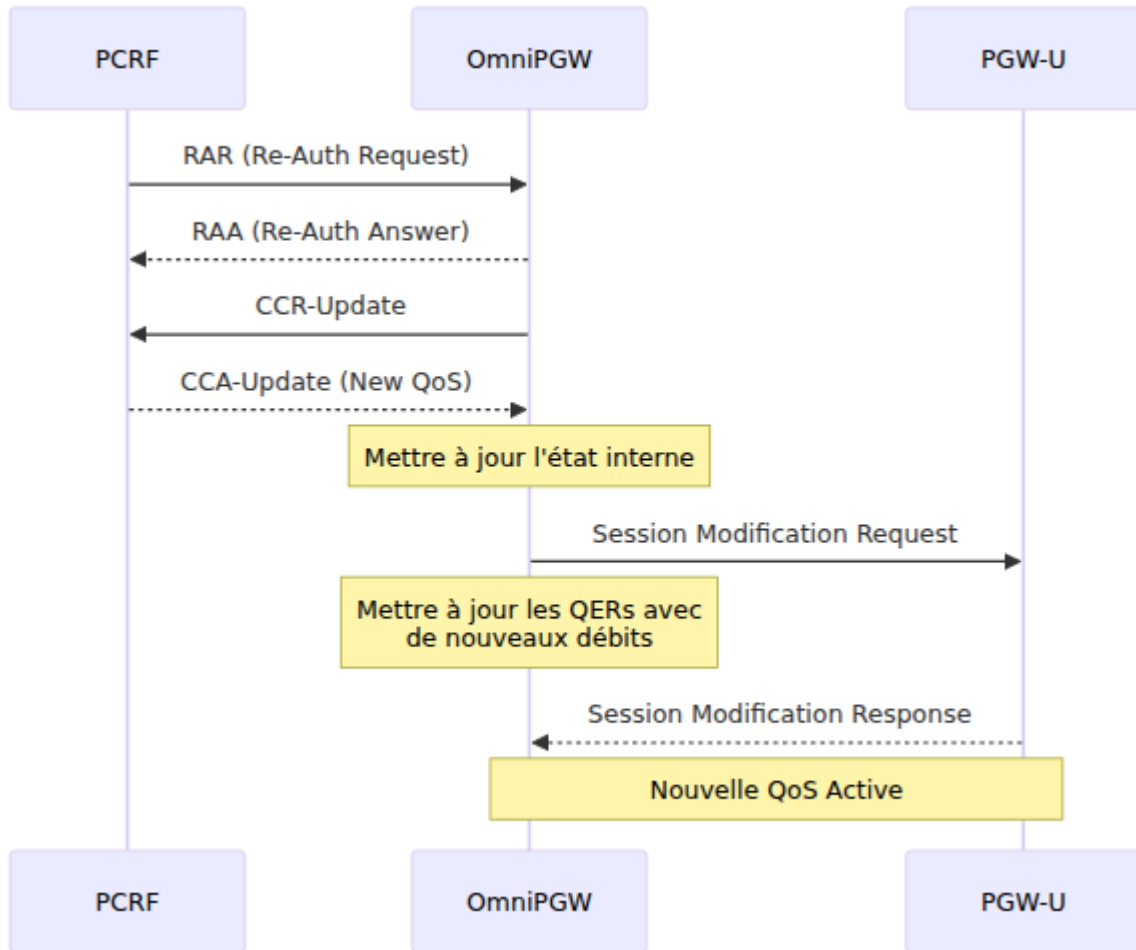 PCRF
OmniPGW
PGW-U
RAR (Re-Auth Request)
RAA (Re-Auth Answer)
CCR-Update
CCA-Update (New QoS)
Mettre à jour l'état interne
Session Modification Request
Mettre à jour les QERs avec
de nouveaux débits
Session Modification Response
Nouvelle QoS Active
PCRF
OmniPGW
PGW-U